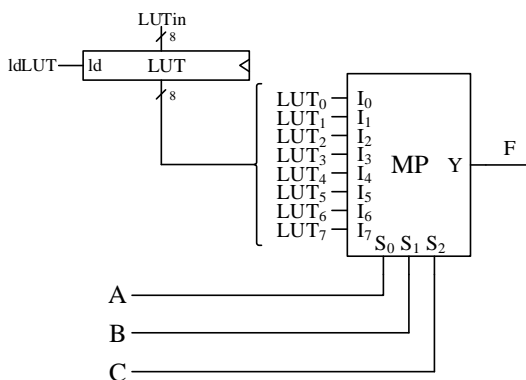 LUTin
8
ldLUT ld LUT
8
LUT₀ I₀
LUT₁ I₁
LUT₂ I₂
LUT₃ I₃
LUT₄ I₄
LUT₅ I₅
LUT₆ I₆
LUT₇ I₇
MP Y F
S₀ S₁ S₂
A
B
C